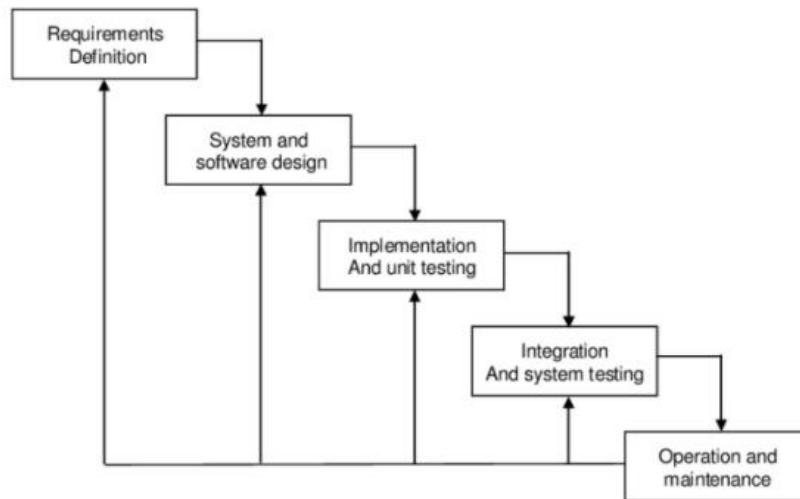 Requirements
Definition
System and
software design
Implementation
And unit testing
Integration
And system testing
Operation and
maintenance